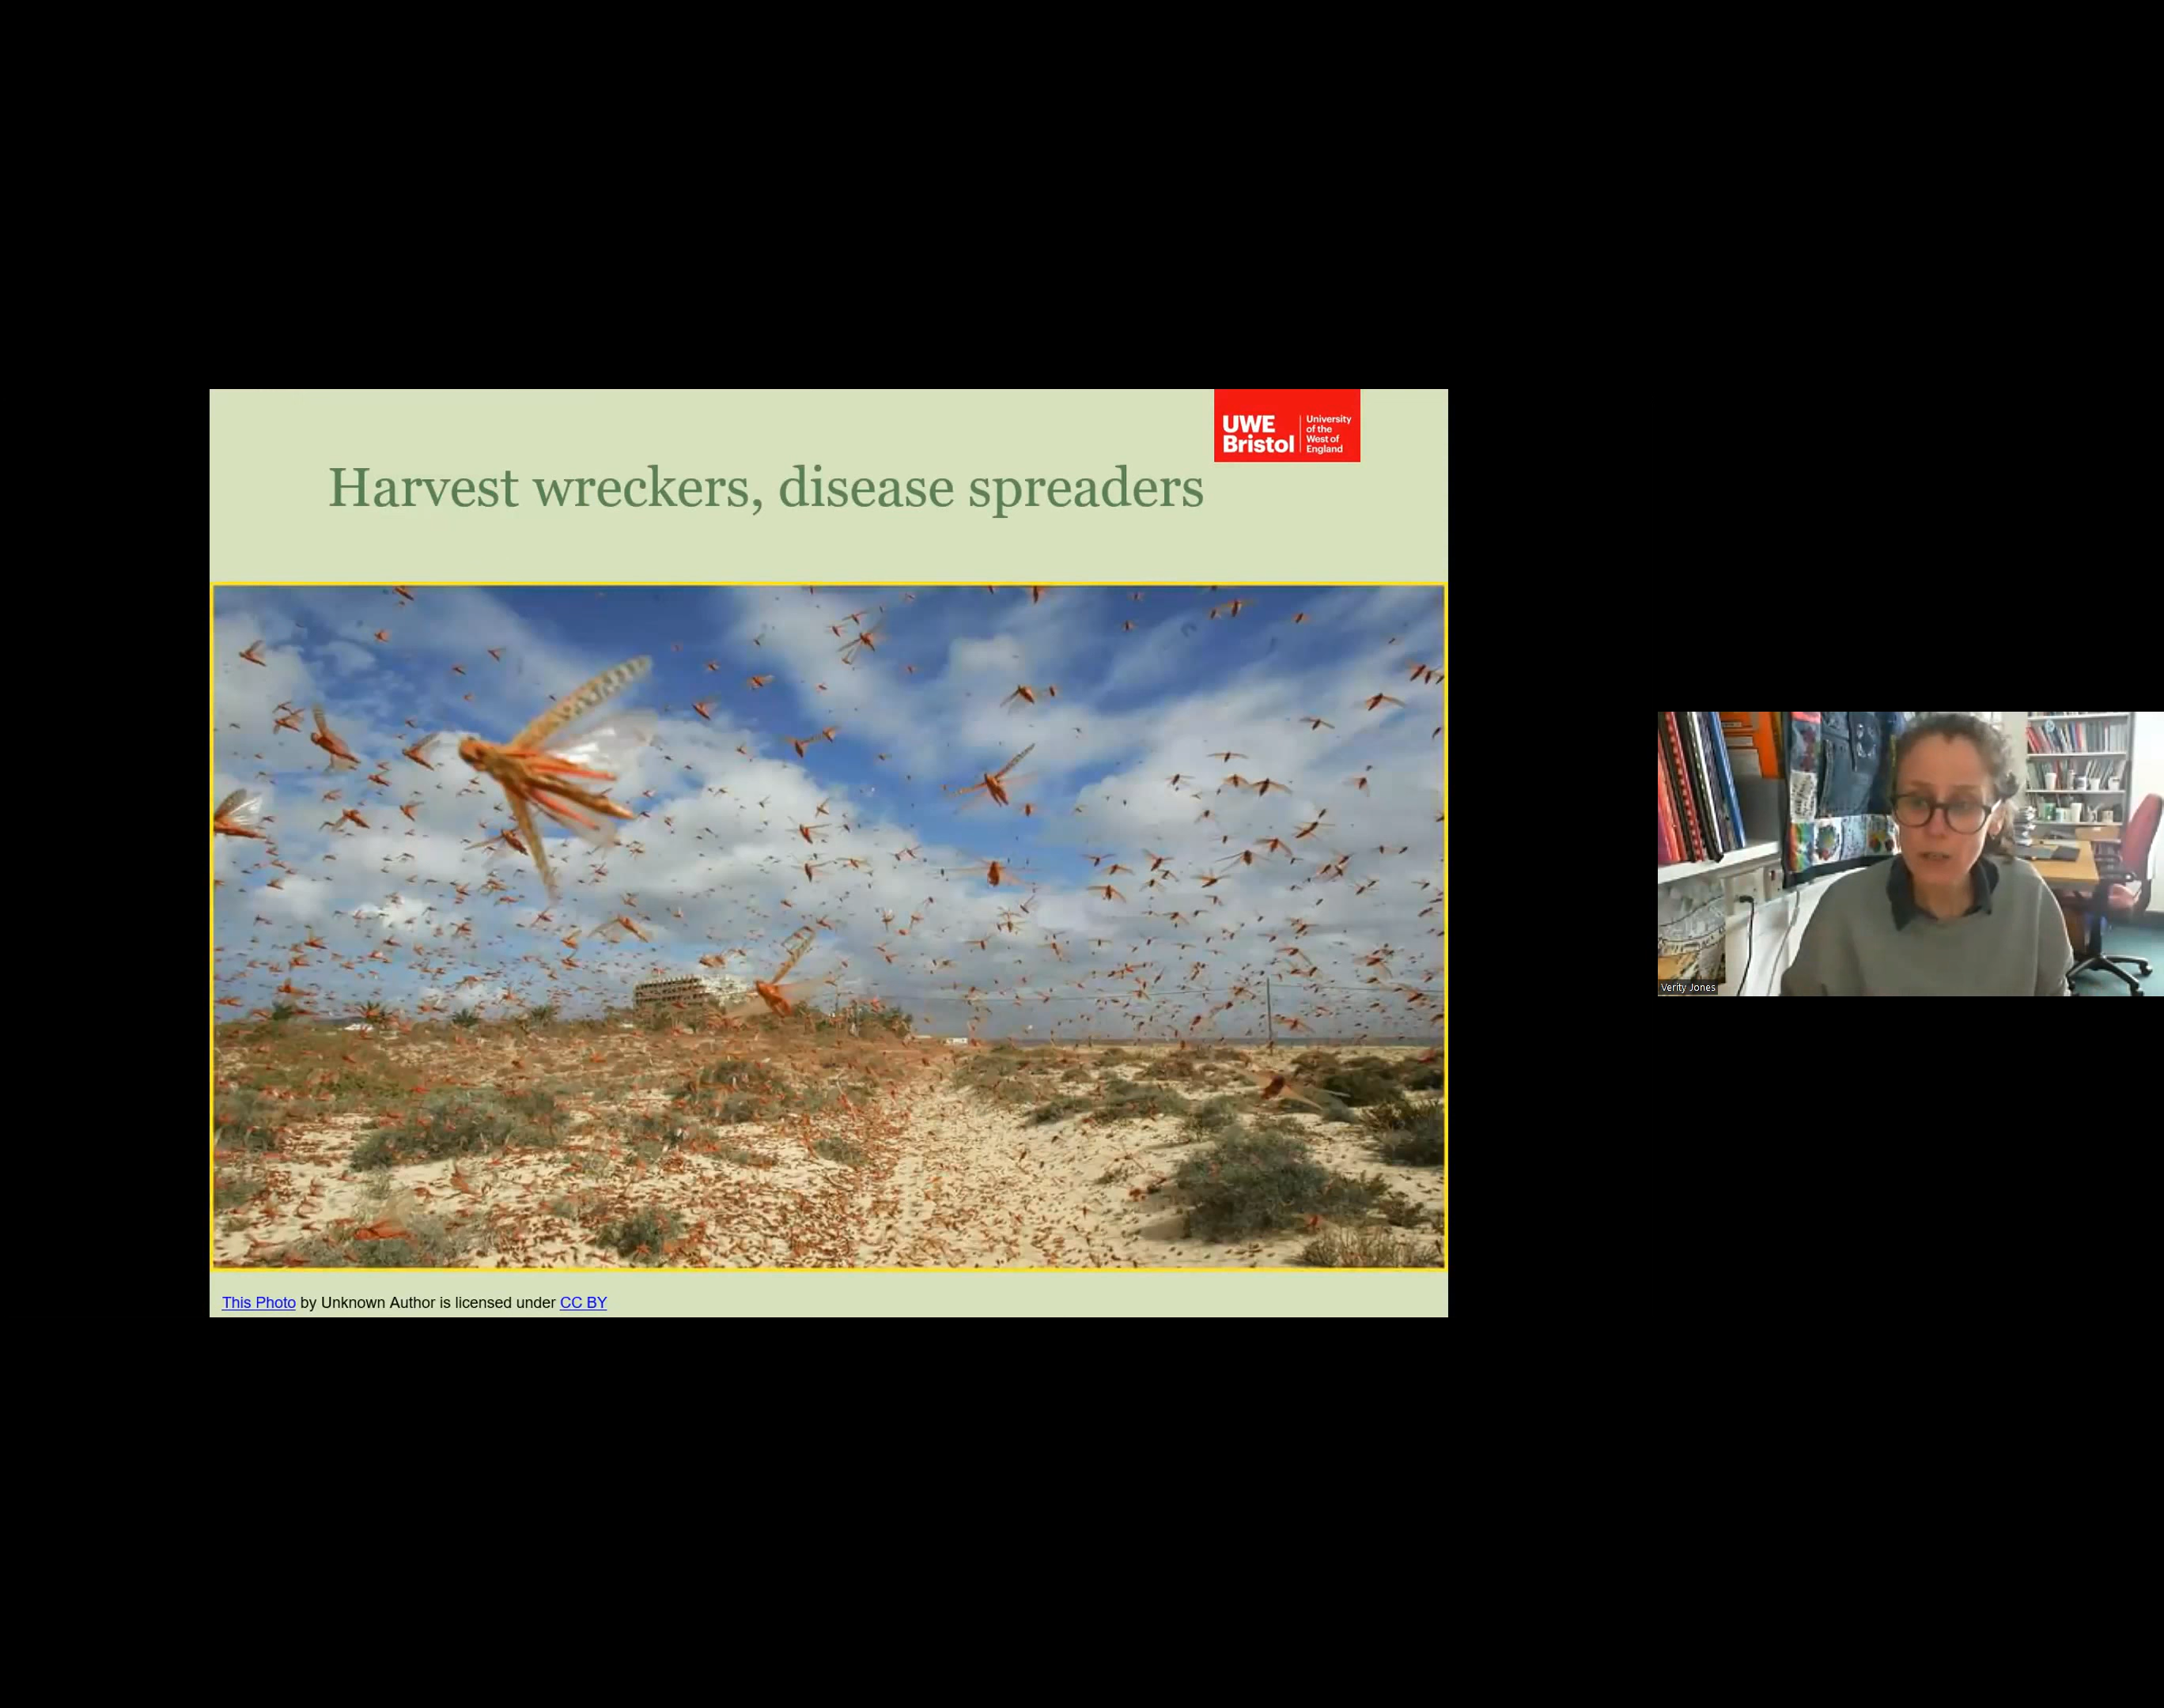 UWE
Bristol
University
of the
West of
England
Harvest wreckers, disease spreaders
This Photo by Unknown Author is licensed under CC BY
Verity Jones